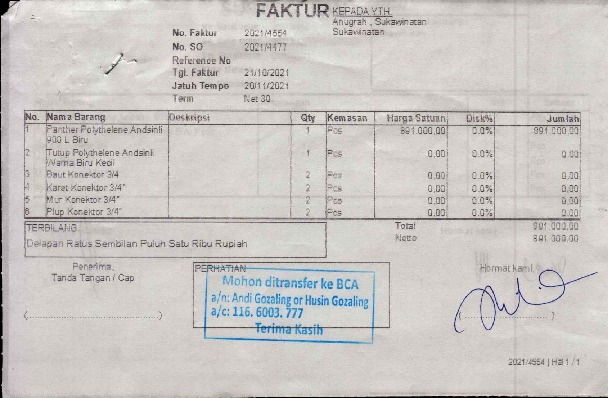 FAKTUR KEPADA YTH.
Anugrah , Sukawinatan
Sukawinatan
No. Faktur 2021/4554
No. SO 2021/4477
Reference No
Tgl. Faktur 21/10/2021
Jatuh Tempo 20/11/2021
Term Net 30
No. Nama Barang Deskripsi Qty Kemasan Harga Satuan Disk% Jumlah
1 Panther Polythelene Andsinli 1 Pcs 891.000,00 0.0% 891.000,00
900 L Biru
2 Tutup Polythelene Andsinli 1 Pcs 0,00 0.0% 0,00
Warna Biru Kecil
3 Baut Konektor 3/4 2 Pcs 0,00 0.0% 0,00
4 Karet Konektor 3/4" 2 Pcs 0,00 0.0% 0,00
5 Mur Konektor 3/4" 2 Pcs 0,00 0.0% 0,00
6 Plup Konektor 3/4" 2 Pcs 0,00 0.0% 0,00
TERBILANG
Total 891.000,00
Netto 891.000,00
Delapan Ratus Sembilan Puluh Satu Ribu Rupiah
Penerima,
Tanda Tangan / Cap
PERHATIAN
Hormat kami,
Mohon ditransfer ke BCA
a/n: Andi Gozaling or Husin Gozaling
a/c: 116. 6003. 777
Terima Kasih
(..............................)
(..............................)
2021/4554 | Hal 1 / 1